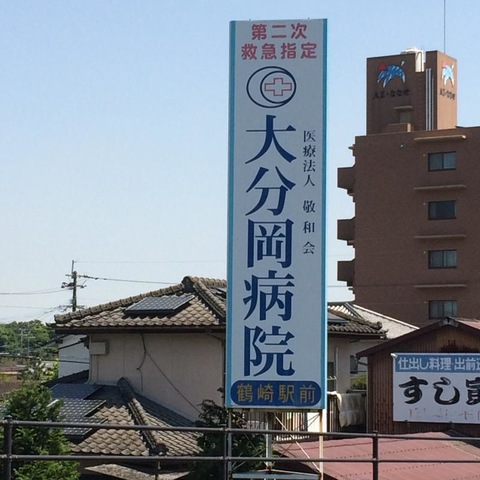 第二次
救急指定
医療法人 敬和会
大分岡病院
鶴崎駅前
仕出し料理 出前
すし寅